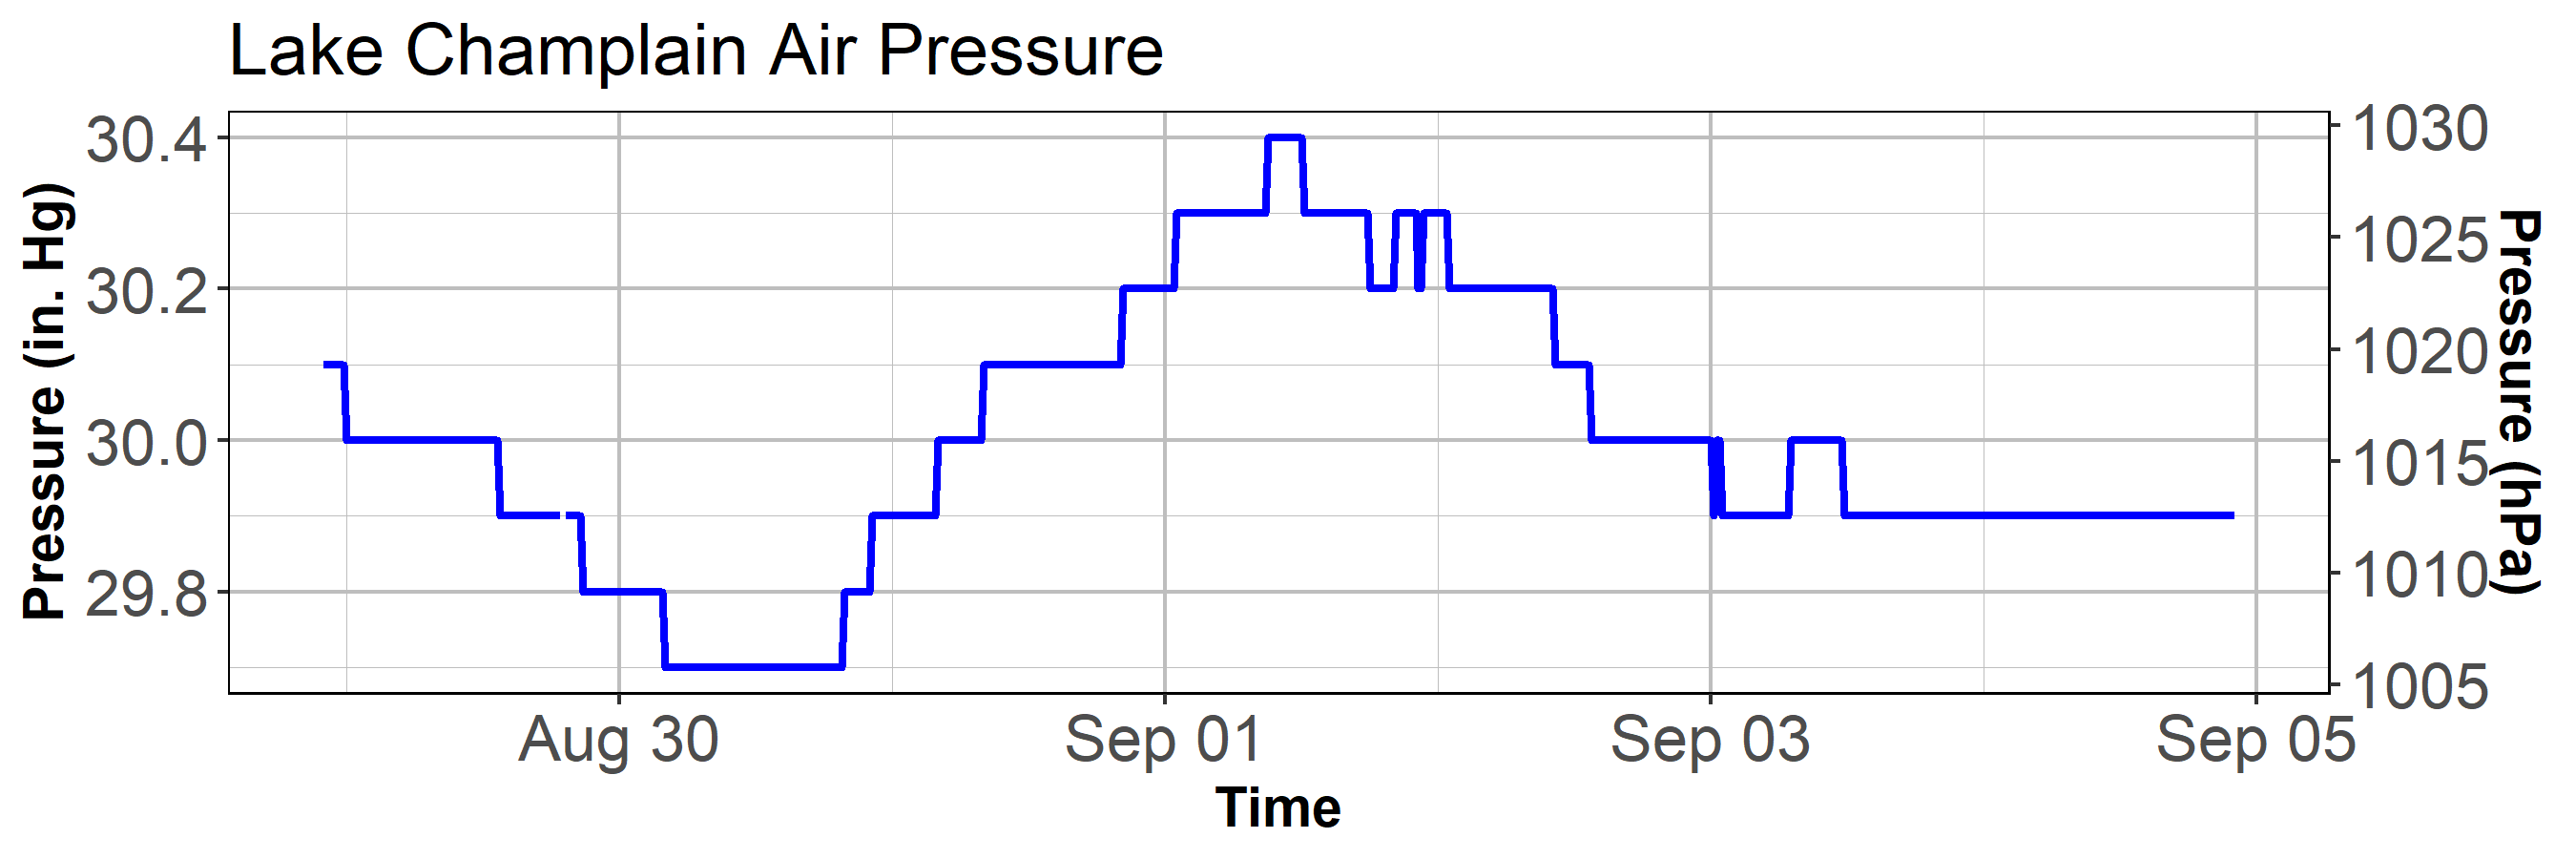 Lake Champlain Air Pressure
Pressure (in. Hg)
30.4
30.2
30.0
29.8
1030
1025
1020
1015
1010
1005
Pressure (hPa)
Aug 30 Sep 01 Sep 03 Sep 05
Time